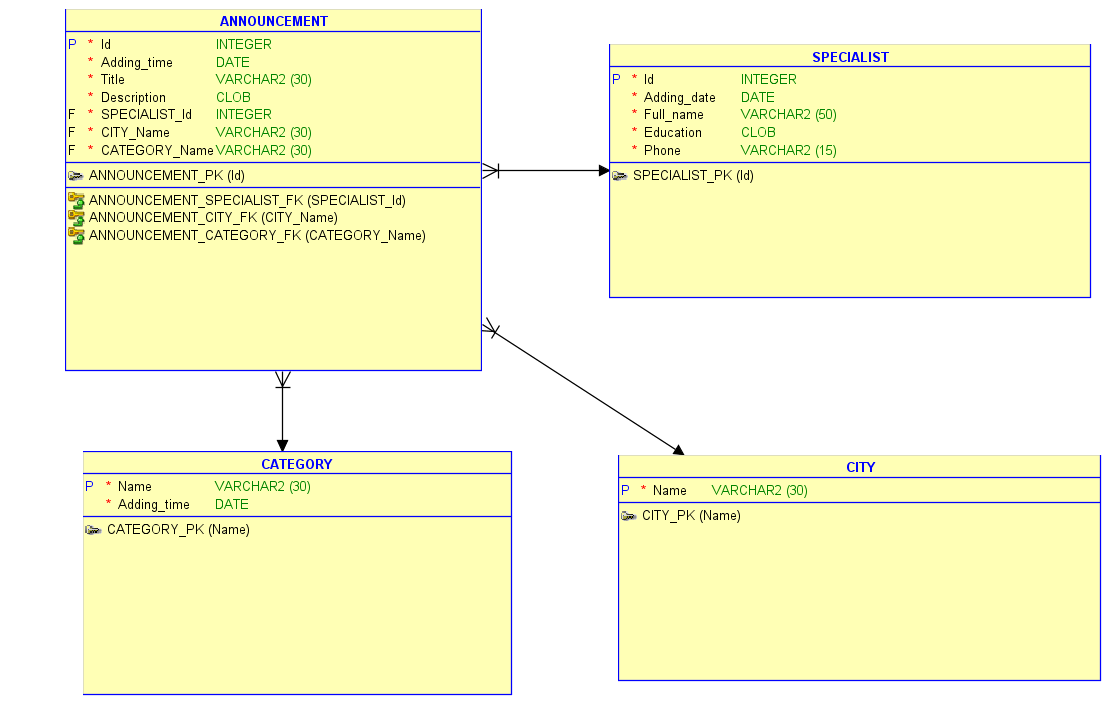 ANNOUNCEMENT
P * Id INTEGER
* Adding_time DATE
* Title VARCHAR2 (30)
* Description CLOB
F * SPECIALIST_Id INTEGER
F * CITY_Name VARCHAR2 (30)
F * CATEGORY_Name VARCHAR2 (30)
ANNOUNCEMENT_PK (Id)
ANNOUNCEMENT_SPECIALIST_FK (SPECIALIST_Id)
ANNOUNCEMENT_CITY_FK (CITY_Name)
ANNOUNCEMENT_CATEGORY_FK (CATEGORY_Name)
SPECIALIST
P * Id INTEGER
* Adding_date DATE
* Full_name VARCHAR2 (50)
* Education CLOB
* Phone VARCHAR2 (15)
SPECIALIST_PK (Id)
CATEGORY
P * Name VARCHAR2 (30)
* Adding_time DATE
CATEGORY_PK (Name)
CITY
P * Name VARCHAR2 (30)
CITY_PK (Name)